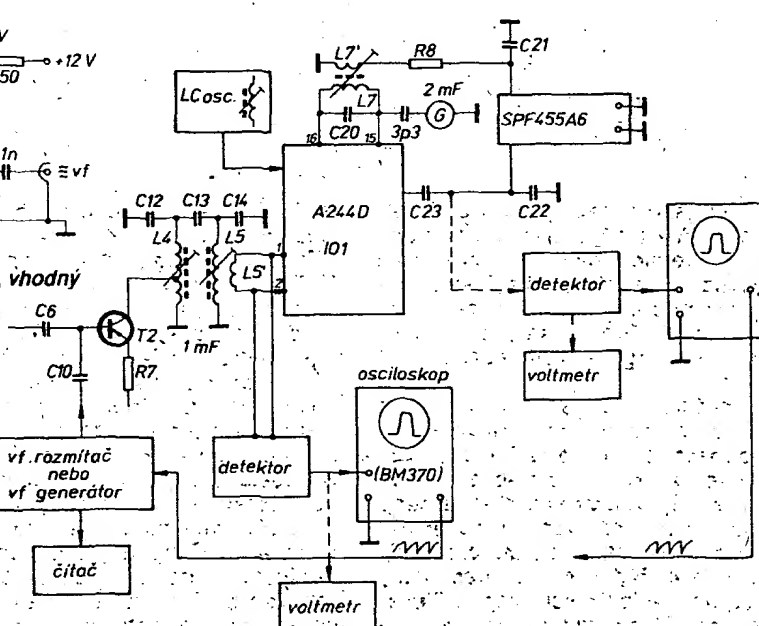 V
50
+12 V
1n
≡ vf
vhodný
LC osc.
L7'
R8
C21
L7
2 mF
G
16
C20
15
3p3
SPF455A6
C12
C13
C14
L4
L5
L5'
1
2
A244D
IO1
C23
C22
C6
T2
1 mF
C10
R7
detektor
voltmetr
osciloskop
(BM370)
detektor
vf rozmítač
nebo
vf generátor
čítač
voltmetr